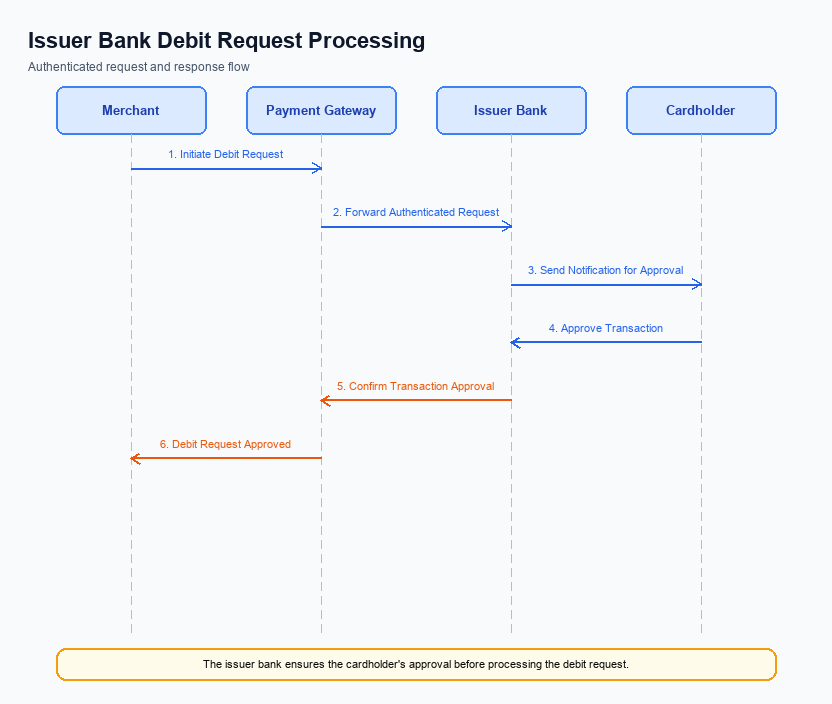 Issuer Bank Debit Request Processing
Authenticated request and response flow
Merchant
Payment Gateway
Issuer Bank
Cardholder
1. Initiate Debit Request
2. Forward Authenticated Request
3. Send Notification for Approval
4. Approve Transaction
5. Confirm Transaction Approval
6. Debit Request Approved
The issuer bank ensures the cardholder's approval before processing the debit request.